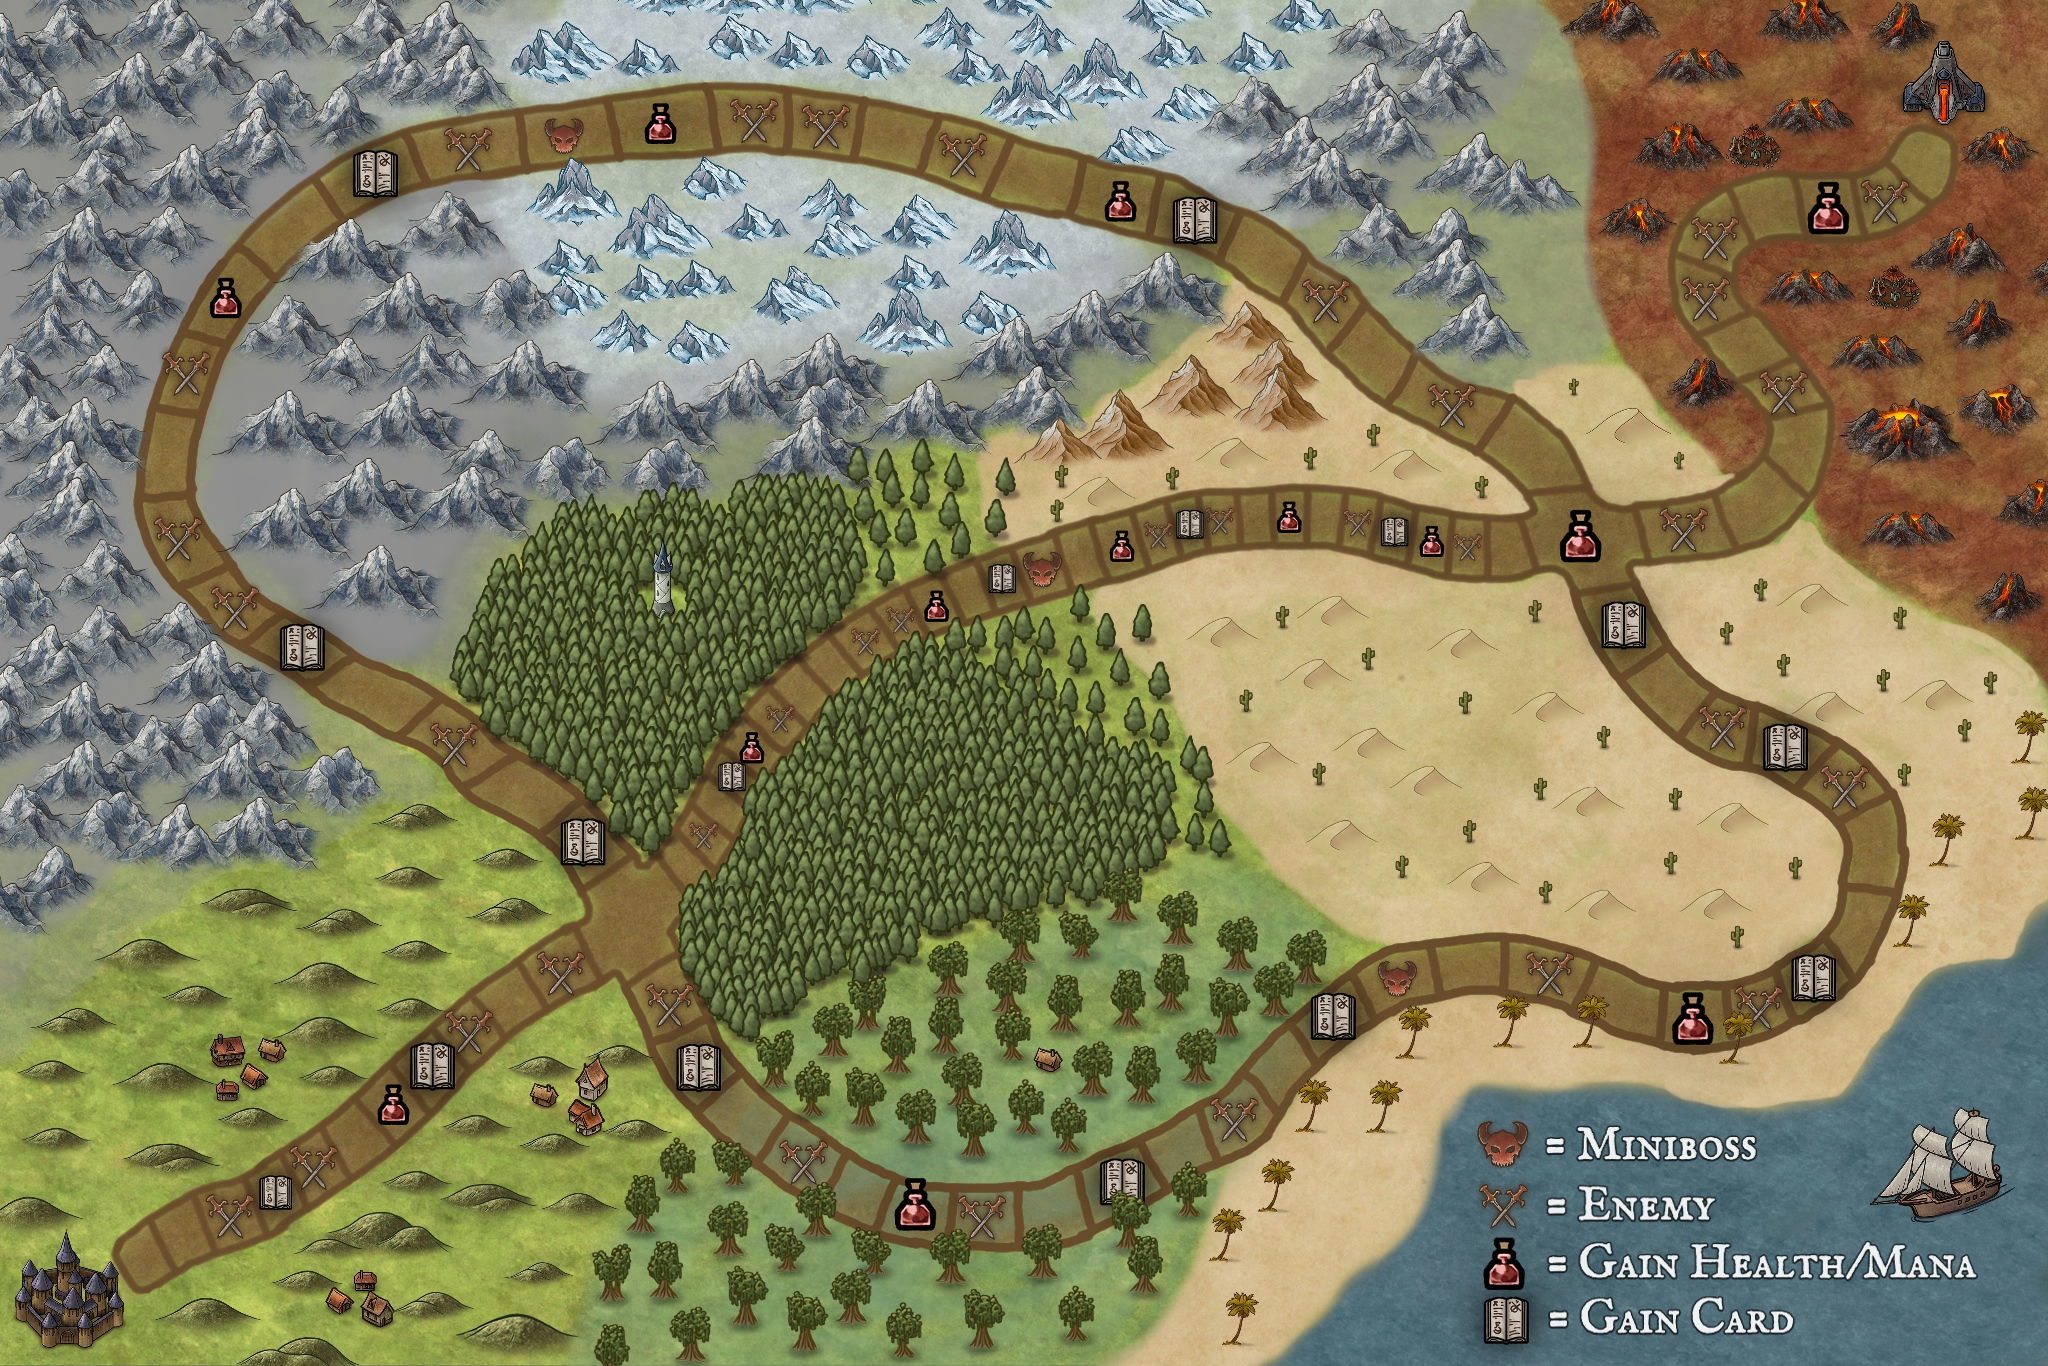 = Miniboss
= Enemy
= Gain Health/Mana
= Gain Card